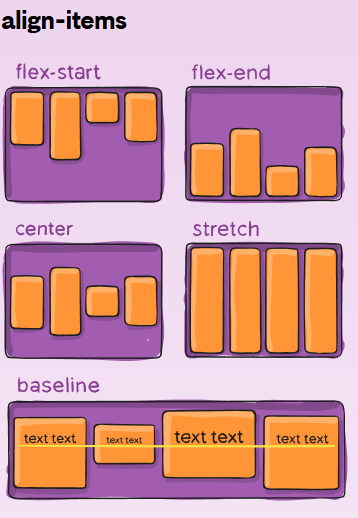 align-items
flex-start
flex-end
center
stretch
baseline
text text
text text
text text
text text